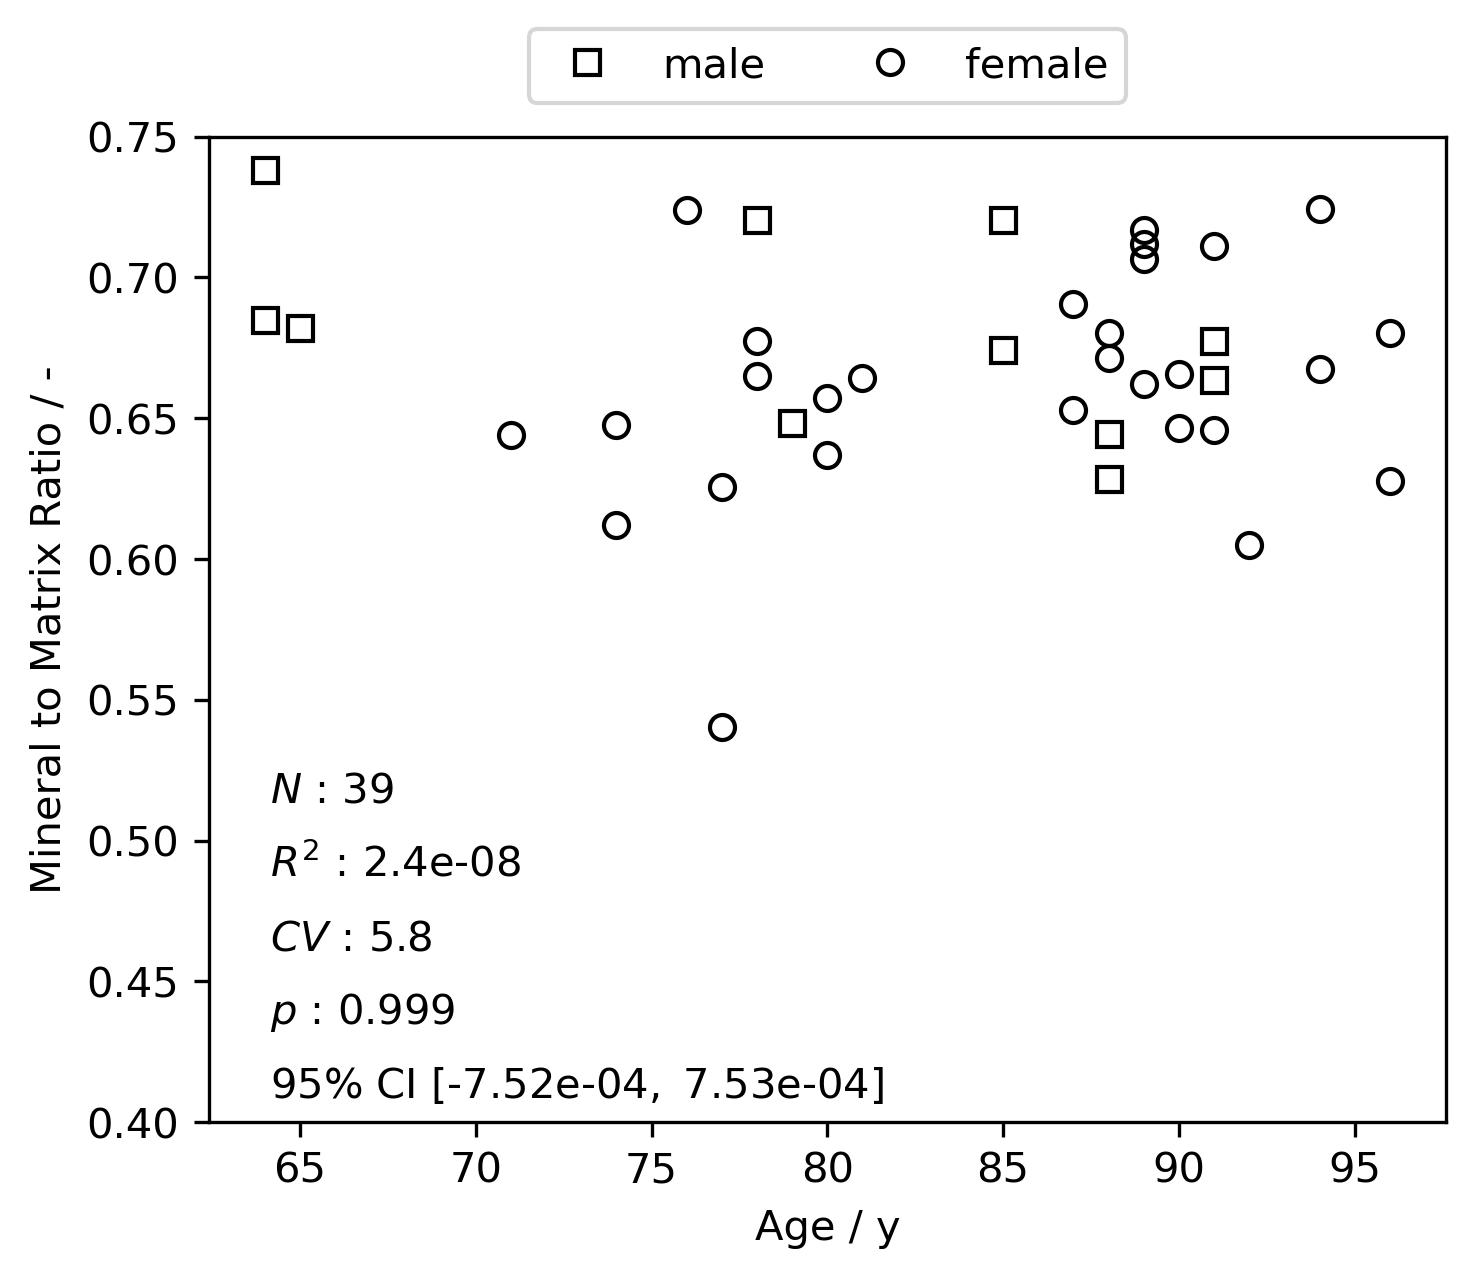 male female
0.75
0.70
0.65
0.60
0.55
0.50
0.45
0.40
Mineral to Matrix Ratio / -
N : 39
R² : 2.4e-08
CV : 5.8
p : 0.999
95% CI [-7.52e-04, 7.53e-04]
65 70 75 80 85 90 95
Age / y